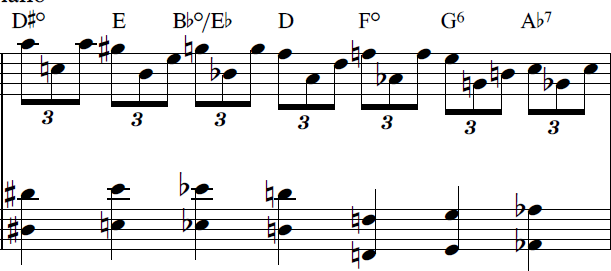 D♯° E B♭°/E♭ D F° G⁶ A♭⁷
3 3 3 3 3 3 3